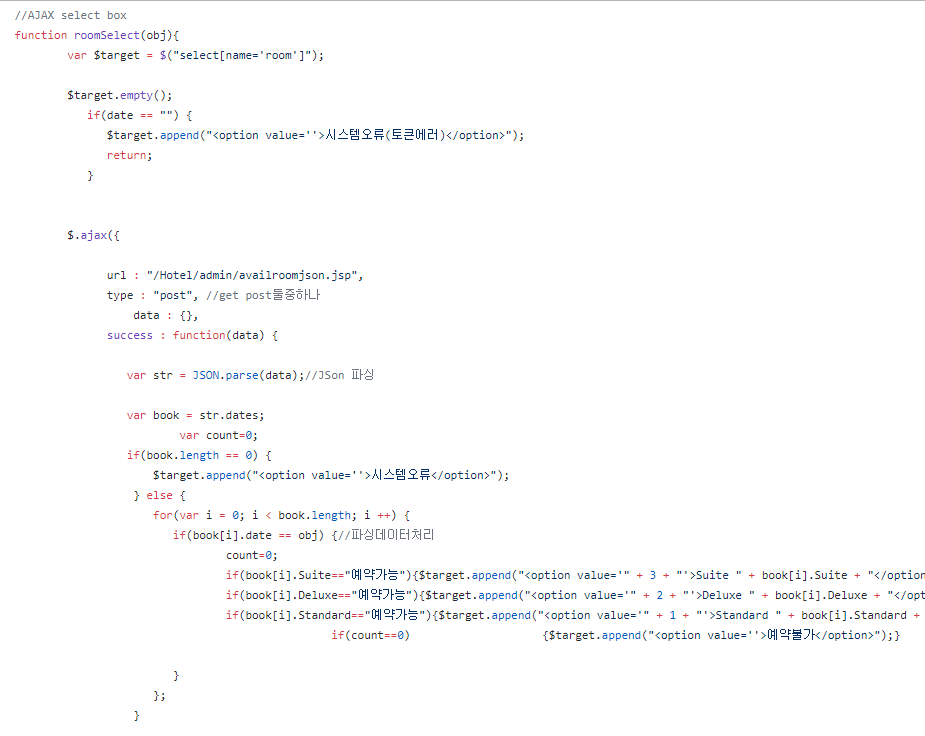 //AJAX select box
function roomSelect(obj){
var $target = $("select[name='room']");
$target.empty();
if(date == "") {
$target.append("<option value=''>시스템오류(토큰에러)</option>");
return;
}
$.ajax({
url : "/Hotel/admin/availroomjson.jsp",
type : "post", //get post둘중하나
data : {},
success : function(data) {
var str = JSON.parse(data);//JSon 파싱
var book = str.dates;
var count=0;
if(book.length == 0) {
$target.append("<option value=''>시스템오류</option>");
} else {
for(var i = 0; i < book.length; i ++) {
if(book[i].date == obj) {//파싱데이터처리
count=0;
if(book[i].Suite=="예약가능"){$target.append("<option value='" + 3 + "'>Suite " + book[i].Suite + "</option
if(book[i].Deluxe=="예약가능"){$target.append("<option value='" + 2 + "'>Deluxe " + book[i].Deluxe + "</opt
if(book[i].Standard=="예약가능"){$target.append("<option value='" + 1 + "'>Standard " + book[i].Standard +
if(count==0) {$target.append("<option value=''>예약불가</option>");}
}
};
}